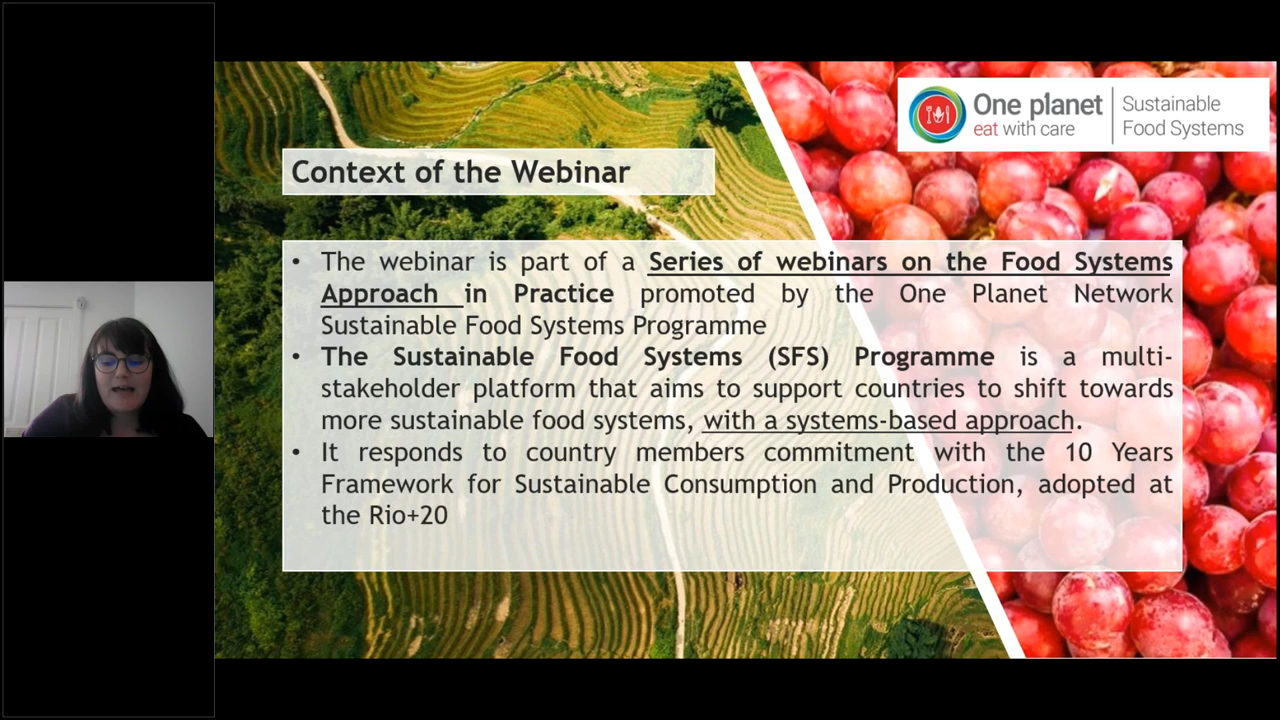 One planet
eat with care
Sustainable
Food Systems
Context of the Webinar
• The webinar is part of a Series of webinars on the Food Systems
Approach in Practice promoted by the One Planet Network
Sustainable Food Systems Programme
• The Sustainable Food Systems (SFS) Programme is a multi-
stakeholder platform that aims to support countries to shift towards
more sustainable food systems, with a systems-based approach.
• It responds to country members commitment with the 10 Years
Framework for Sustainable Consumption and Production, adopted at
the Rio+20